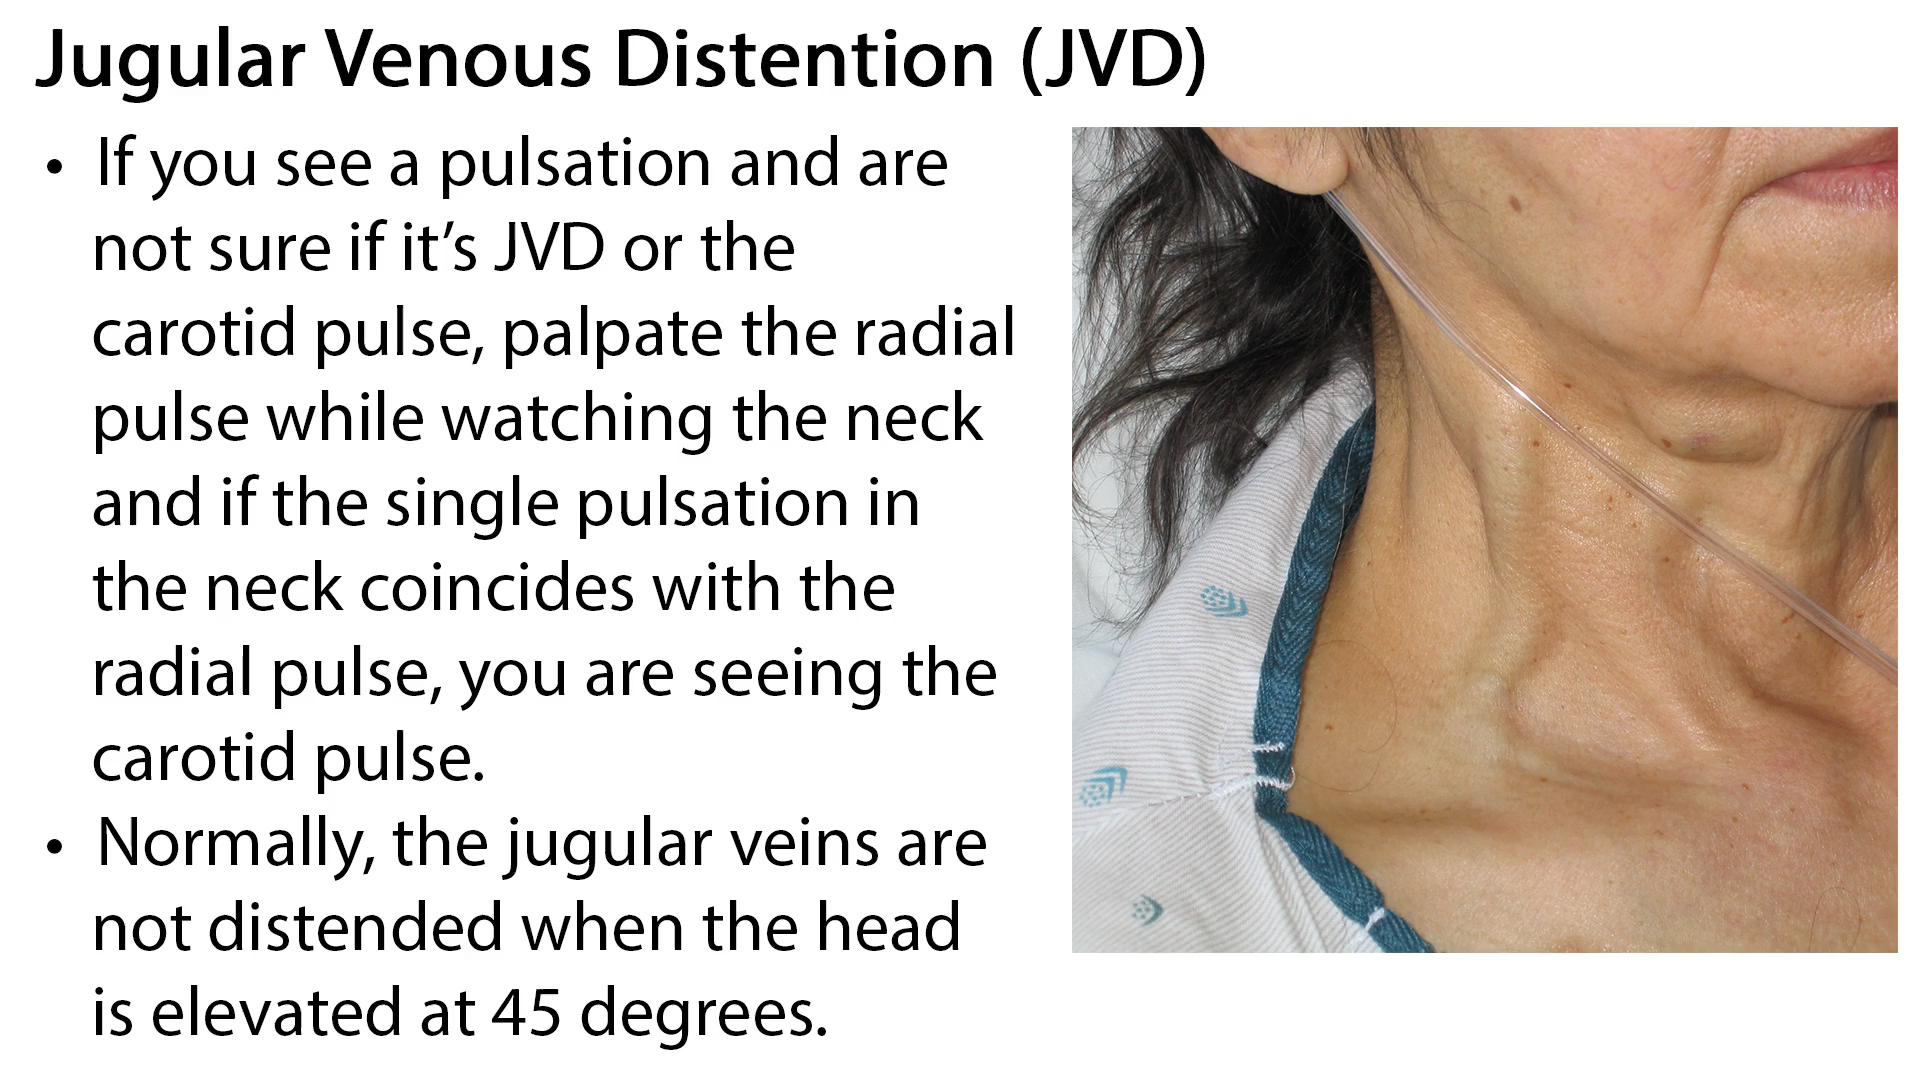 Jugular Venous Distention (JVD)
• If you see a pulsation and are
not sure if it’s JVD or the
carotid pulse, palpate the radial
pulse while watching the neck
and if the single pulsation in
the neck coincides with the
radial pulse, you are seeing the
carotid pulse.
• Normally, the jugular veins are
not distended when the head
is elevated at 45 degrees.